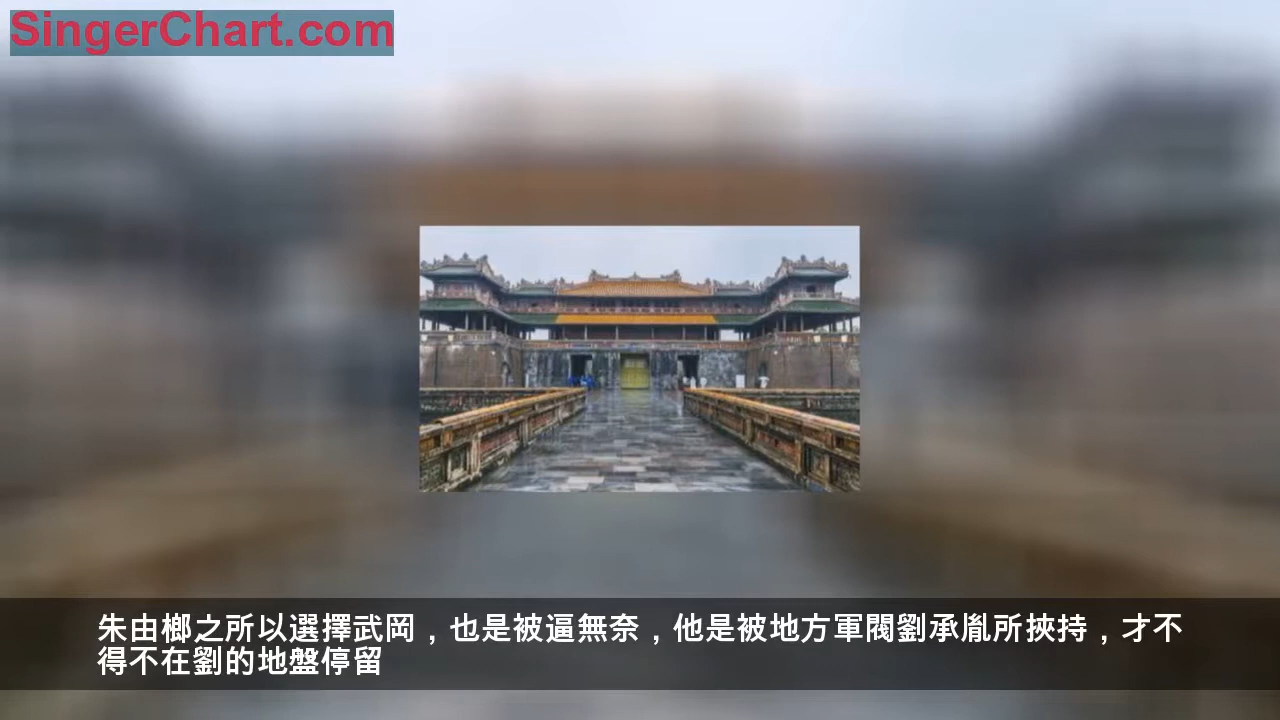 SingerChart.com
朱由榔之所以選擇武岡，也是被逼無奈，他是被地方軍閥劉承胤所挾持，才不
得不在劉的地盤停留